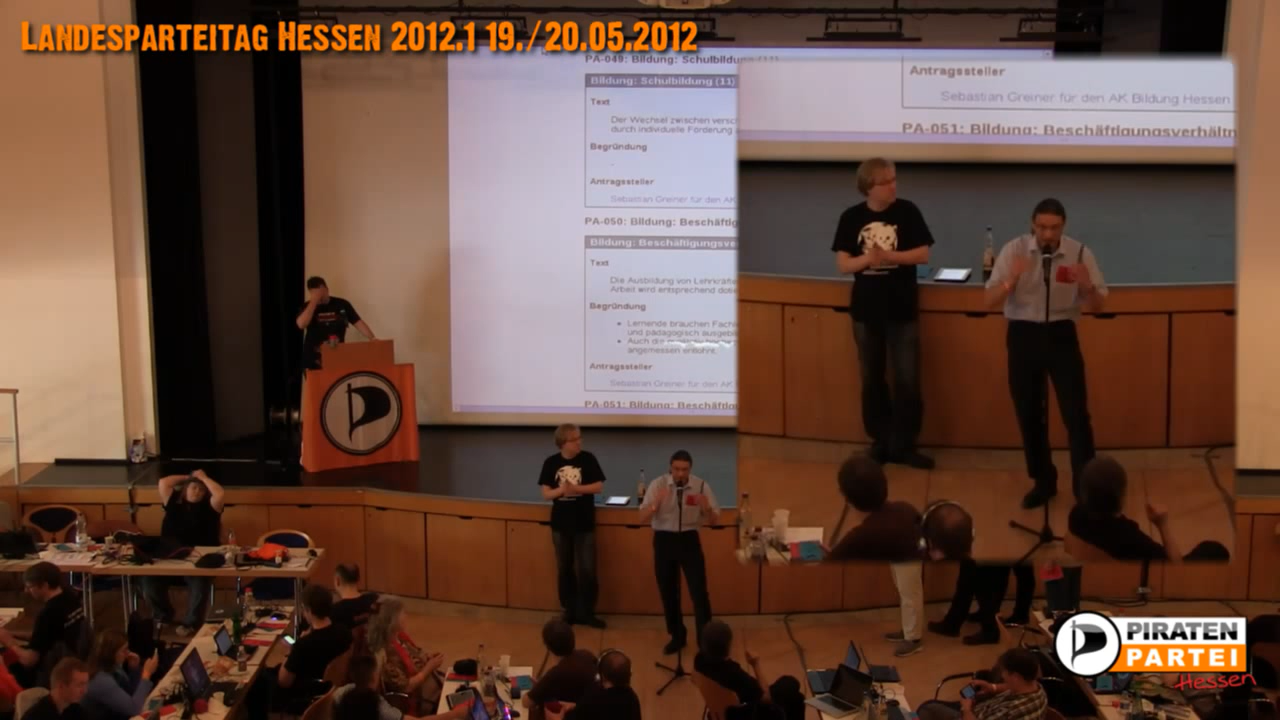 Landesparteitag Hessen 2012.1 19./20.05.2012
PA-049: Bildung: Schulbildung (11)
Bildung: Schulbildung (11)
Text
Der Wechsel zwischen
durch individuelle Förderung
Begründung
Antragssteller
Sebastian Greiner für den AK
PA-050: Bildung: Beschäftig
Bildung: Beschäftigungsve
Text
Die Ausbildung von Lehrkräfte
Arbeit wird entsprechend
Begründung
Lernende brauchen
und pädagogisch
Auch die
angemessen entlohnt.
Antragssteller
Sebastian Greiner für den AK
PA-051: Bildung: Beschäftig
Antragssteller
Sebastian Greiner für den AK Bildung Hessen
PA-051: Bildung: Beschäftigungsverhältn
PIRATEN
PARTEI
Hessen